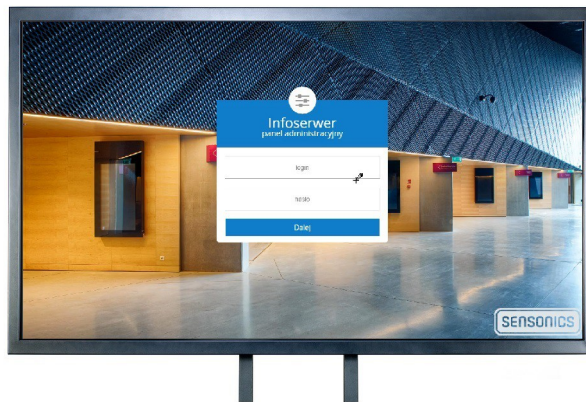 Infoserwer
panel administracyjny
login
hasło
Dalej
SENSONICS